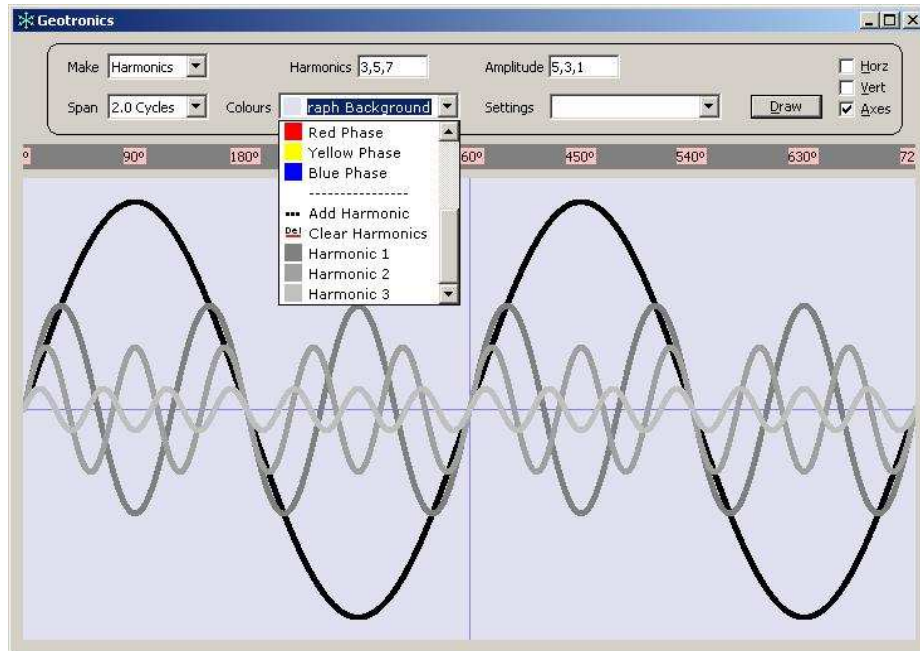 Geotronics
Make Harmonics Harmonics 3,5,7 Amplitude 5,3,1 Horz
Vert
Span 2.0 Cycles Colours raph Background Settings Draw Axes
º 90º 180º 60º 450º 540º 630º 72
Red Phase
Yellow Phase
Blue Phase
----------------
Add Harmonic
Del Clear Harmonics
Harmonic 1
Harmonic 2
Harmonic 3